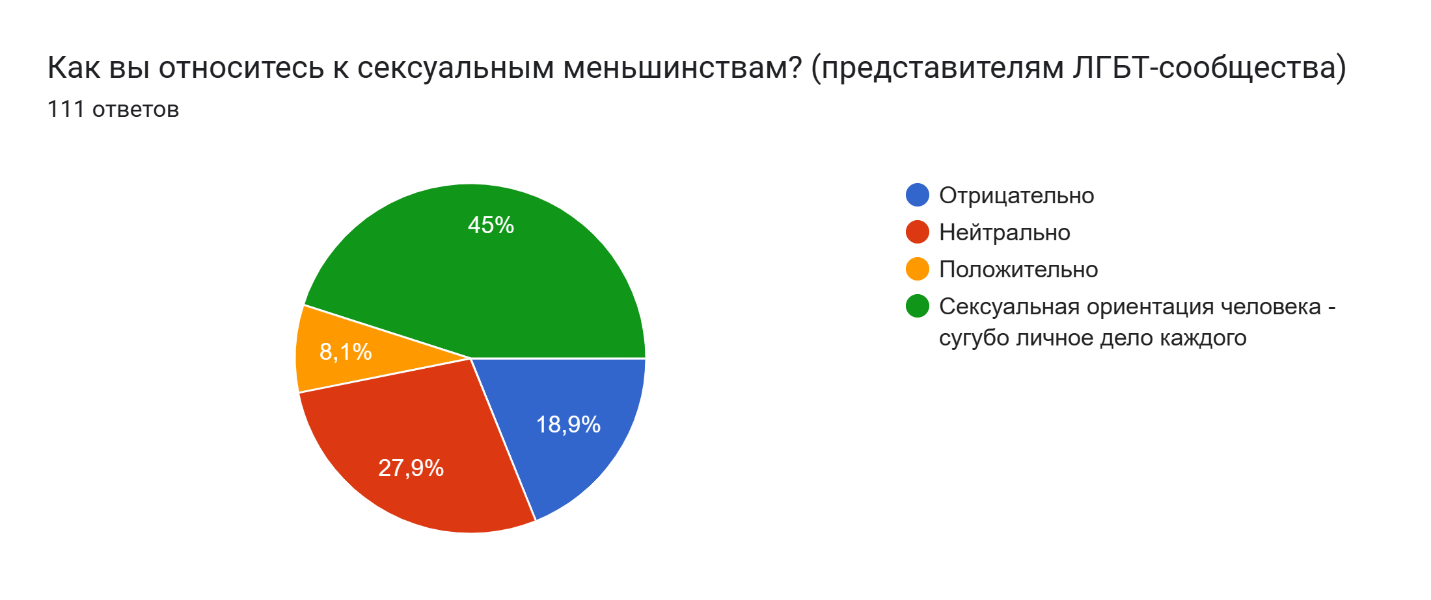 Как вы относитесь к сексуальным меньшинствам? (представителям ЛГБТ-сообщества)
111 ответов
45%
8,1%
18,9%
27,9%
Отрицательно
Нейтрально
Положительно
Сексуальная ориентация человека -
сугубо личное дело каждого